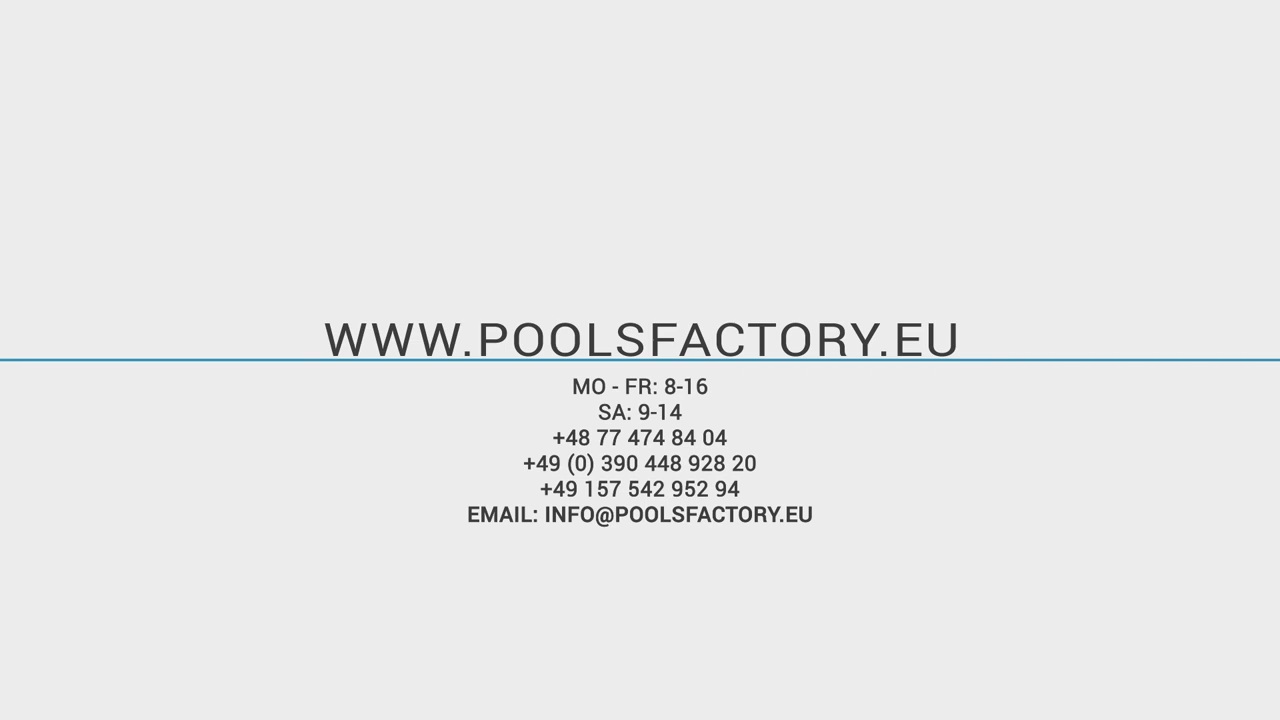 WWW.POOLSFACTORY.EU
MO - FR: 8-16
SA: 9-14
+48 77 474 84 04
+49 (0) 390 448 928 20
+49 157 542 952 94
EMAIL: INFO@POOLSFACTORY.EU